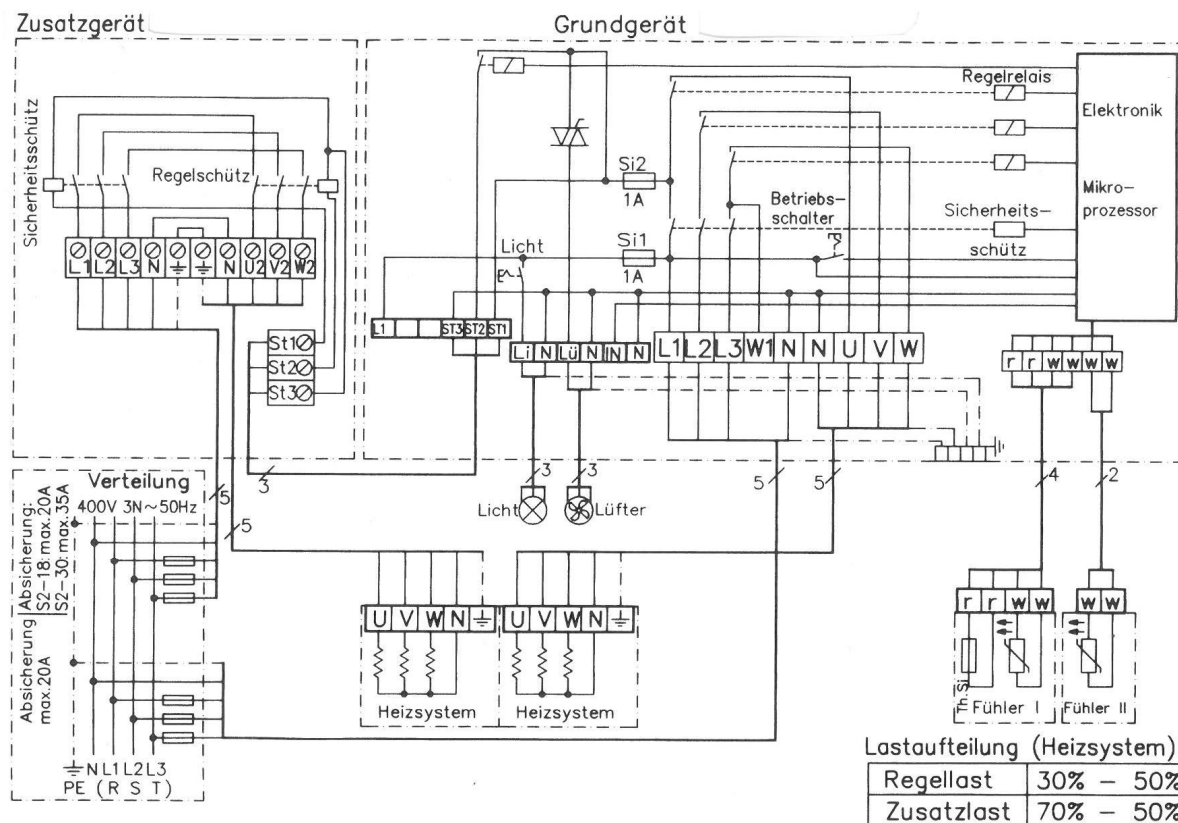 Zusatzgerät
Grundgerät
Sicherheitsschütz
Regelschütz
L1 L2 L3 N N U2 V2 W2
St1
St2
St3
Regelrelais
Elektronik
Mikro-
prozessor
Si2
1A
Betriebs-
schalter
Sicherheits-
schütz
Licht
Si1
1A
L1 ST3 ST2 ST1
Li N Lü N IN N
L1 L2 L3 W1 N N U V W
r r w w w w
3
5
5
3
3
5
5
4
2
Licht
Lüfter
Verteilung
400V 3N~50Hz
Absicherung:
S2-18: max.20A
S2-30: max.35A
Absicherung
max.20A
N L1 L2 L3
PE (R S T)
U V W N
Heizsystem
U V W N
Heizsystem
r r w w
Th.Si
Fühler I
w w
Fühler II
Lastaufteilung (Heizsystem)
Regellast 30% – 50%
Zusatzlast 70% – 50%